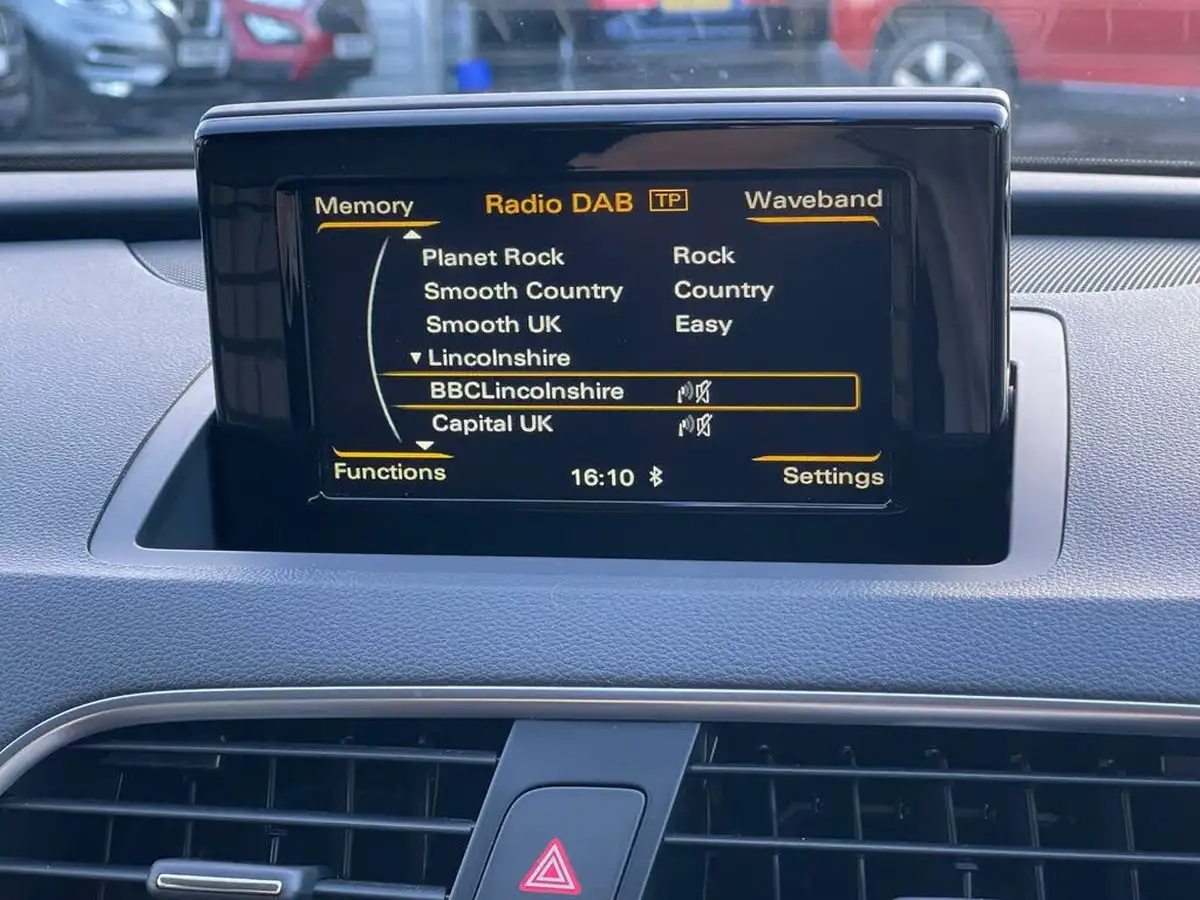 Memory Radio DAB TP Waveband
Planet Rock Rock
Smooth Country Country
Smooth UK Easy
Lincolnshire
BBCLincolnshire
Capital UK
Functions 16:10 Settings